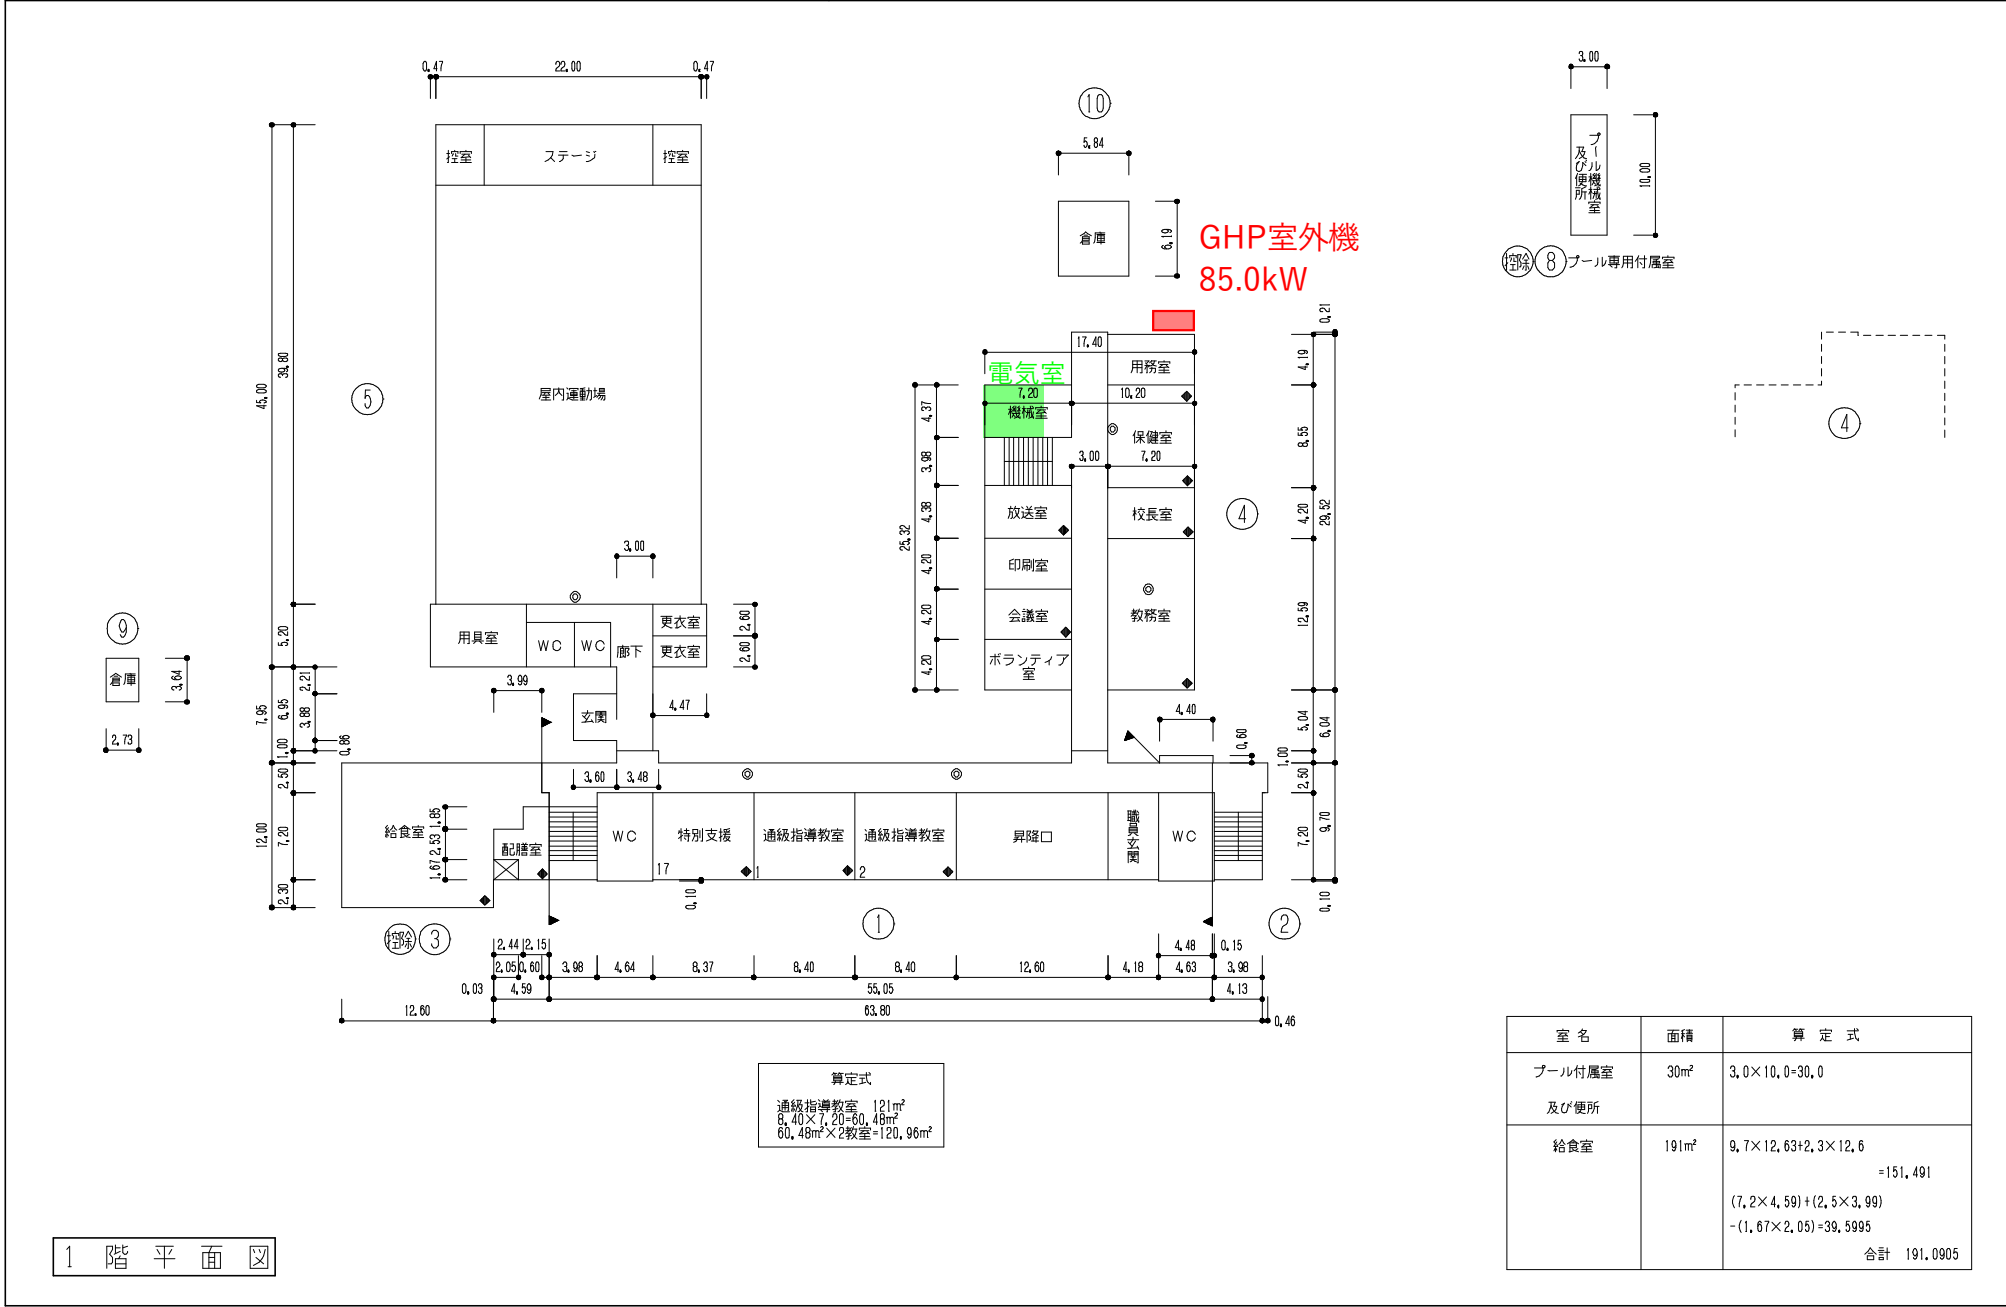 0.47
22.00
0.47
3.00
10
5.84
控室
ステージ
控室
プール機械室
及び便所
10.00
倉庫
6.19
GHP室外機
85.0kW
控除
8
プール専用付属室
0.21
45.00
39.80
5
屋内運動場
17.40
用務室
4.19
電気室
7.20
10.20
機械室
4.37
保健室
8.55
4
3.98
3.00
7.20
放送室
4.38
校長室
4
4.20
29.52
25.32
3.00
印刷室
4.20
会議室
4.20
教務室
12.59
9
5.20
用具室
WC
WC
廊下
更衣室
更衣室
2.60
2.60
ボランティア
室
4.20
倉庫
3.64
2.73
3.99
玄関
4.47
4.40
7.95
6.95
2.21
3.88
1.00
0.86
0.60
1.00
5.04
6.04
3.60
3.48
12.00
2.50
7.20
2.30
給食室
1.85
2.53
1.67
配膳室
WC
特別支援
17
通級指導教室
1
通級指導教室
2
昇降口
職員玄関
WC
2.50
7.20
9.70
0.10
0.10
控除
3
1
2
2.44
2.15
4.48
0.15
2.05
0.60
3.98
4.64
8.37
8.40
8.40
12.60
4.18
4.63
3.98
0.03
4.59
55.05
4.13
12.60
63.80
0.46
算定式
通級指導教室 121m²
8.40×7.20=60.48m²
60.48m²×2教室=120.96m²
室名 面積 算定式
プール付属室 30m² 3.0×10.0=30.0
及び便所
給食室 191m² 9.7×12.63+2.3×12.6
=151.491
(7.2×4.59)+(2.5×3.99)
-(1.67×2.05)=39.5995
合計 191.0905
1階平面図